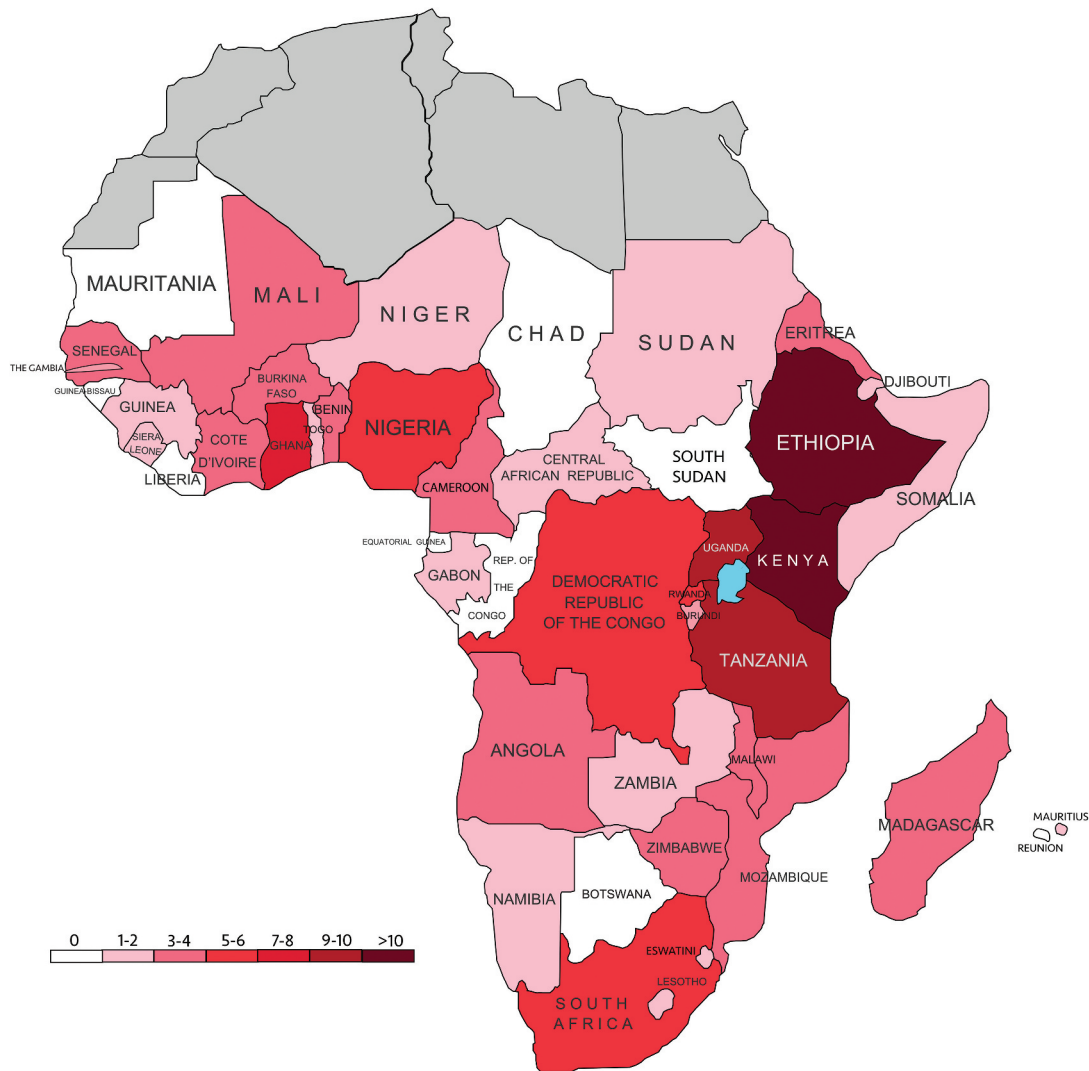 MAURITANIA
MALI
NIGER
CHAD
SUDAN
ERITREA
SENEGAL
THE GAMBIA
GUINEA-BISSAU
GUINEA
SIERA
LEONE
LIBERIA
COTE
D'IVOIRE
BURKINA
FASO
GHANA
TOGO
BENIN
NIGERIA
CAMEROON
CENTRAL
AFRICAN REPUBLIC
SOUTH
SUDAN
ETHIOPIA
DJIBOUTI
SOMALIA
EQUATORIAL GUINEA
GABON
REP. OF
THE
CONGO
DEMOCRATIC
REPUBLIC
OF THE CONGO
UGANDA
KENYA
RWANDA
BURUNDI
TANZANIA
ANGOLA
ZAMBIA
MALAWI
MOZAMBIQUE
ZIMBABWE
MADAGASCAR
MAURITIUS
REUNION
NAMIBIA
BOTSWANA
ESWATINI
LESOTHO
SOUTH
AFRICA
0 1-2 3-4 5-6 7-8 9-10 >10